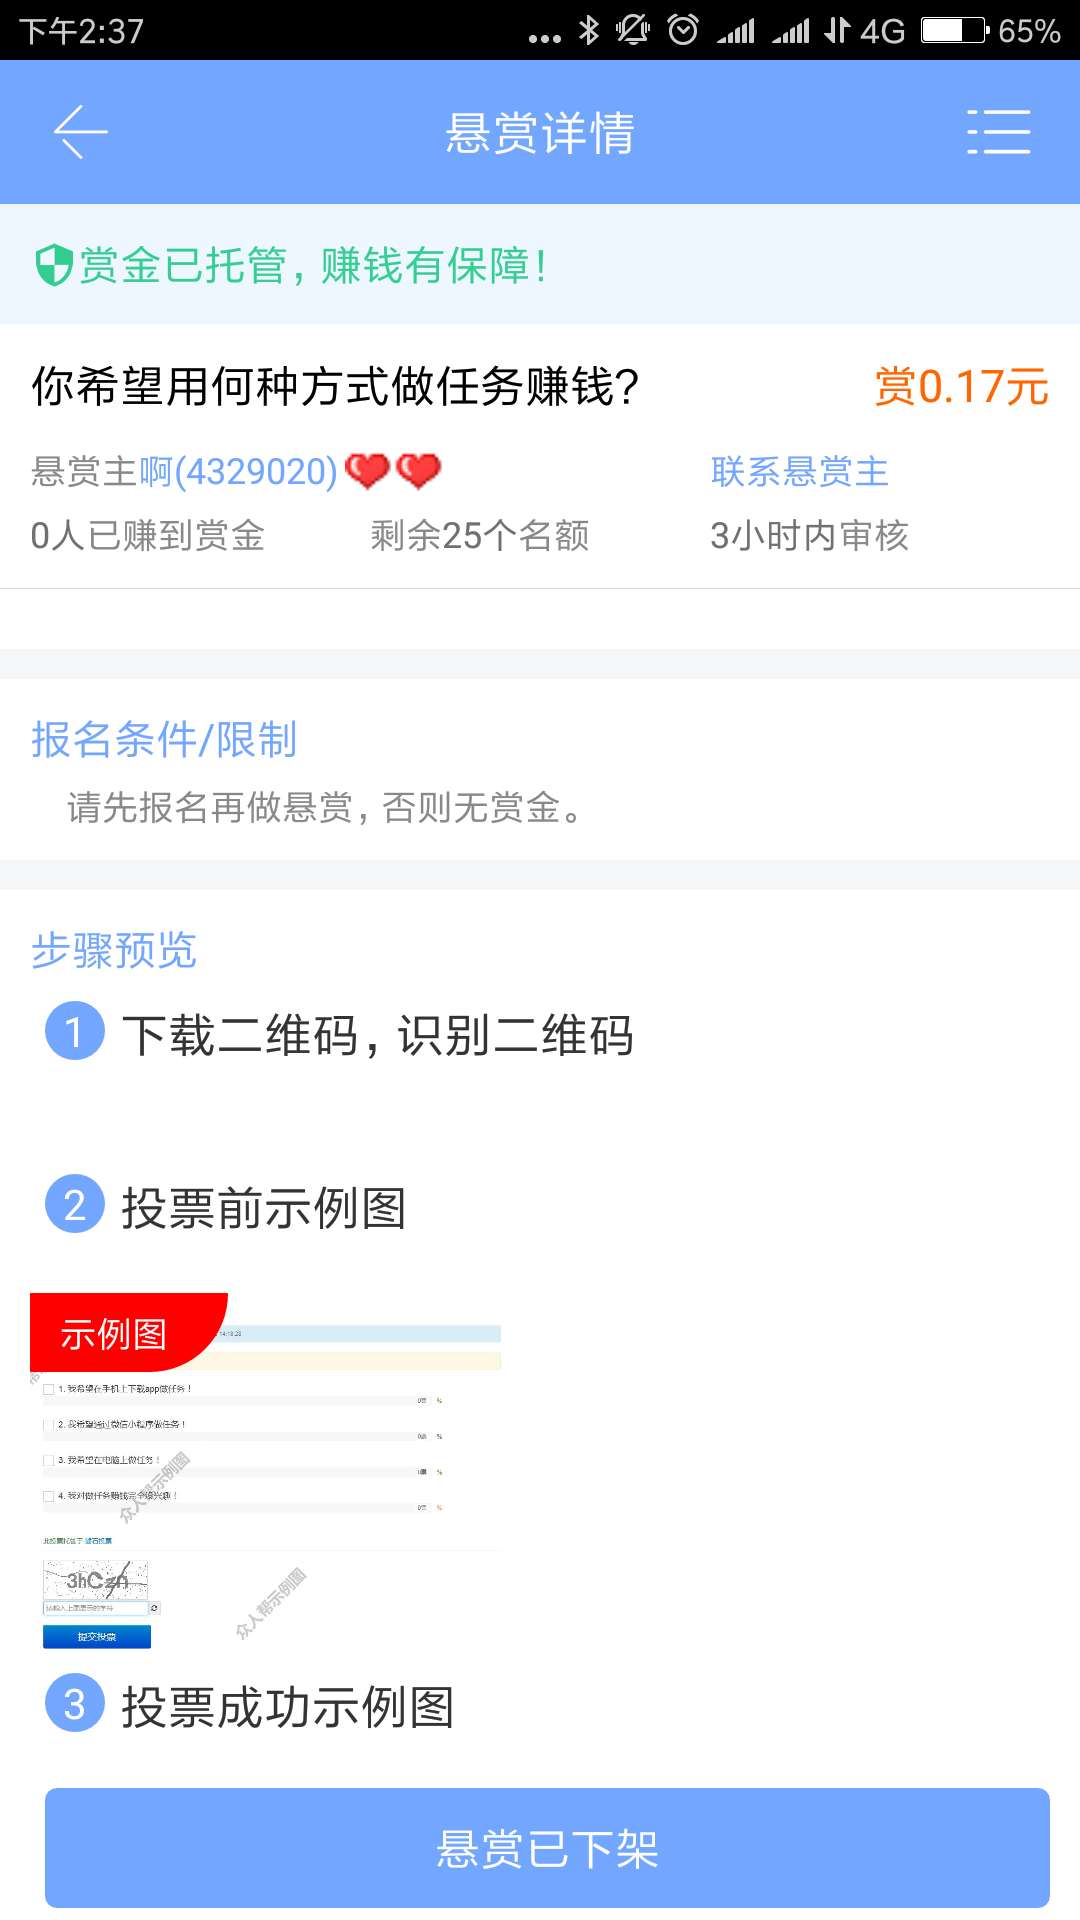 下午2:37
4G 65%
悬赏详情
赏金已托管，赚钱有保障！
你希望用何种方式做任务赚钱？ 赏0.17元
悬赏主啊(4329020) 联系悬赏主
0人已赚到赏金 剩余25个名额 3小时内审核
报名条件/限制
请先报名再做悬赏，否则无赏金。
步骤预览
1 下载二维码，识别二维码
2 投票前示例图
示例图
1. 我希望在手机上下载app做任务！
2. 我希望通过微信小程序做任务！
3. 我希望在电脑上做任务！
4. 我对做任务赚钱完全没兴趣！
众人帮示例图
3hCzn
众人帮示例图
提交投票
3 投票成功示例图
悬赏已下架